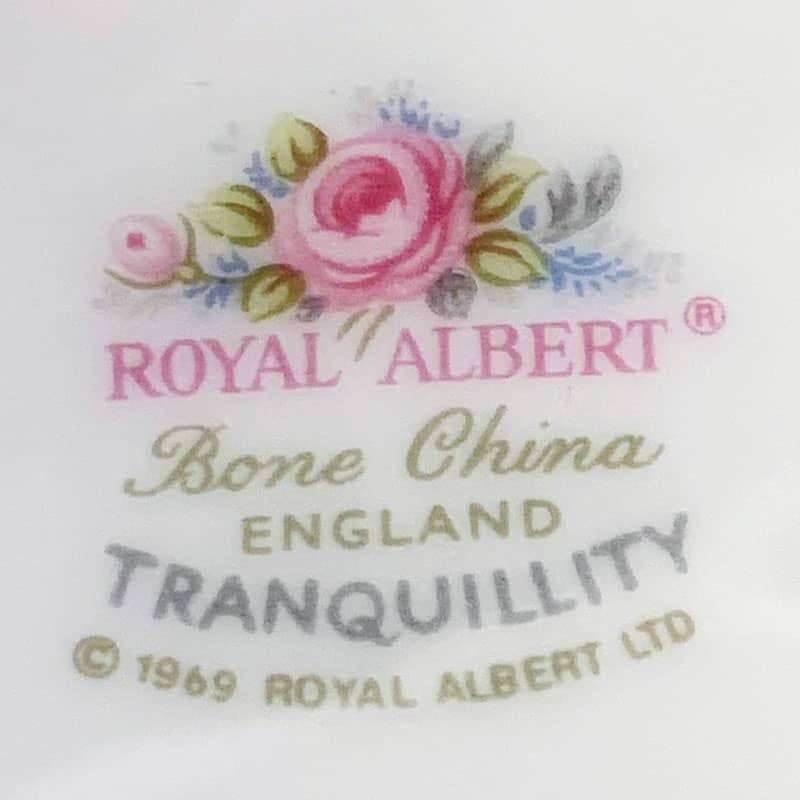 ROYAL ALBERT®
Bone China
ENGLAND
TRANQUILLITY
© 1969 ROYAL ALBERT LTD